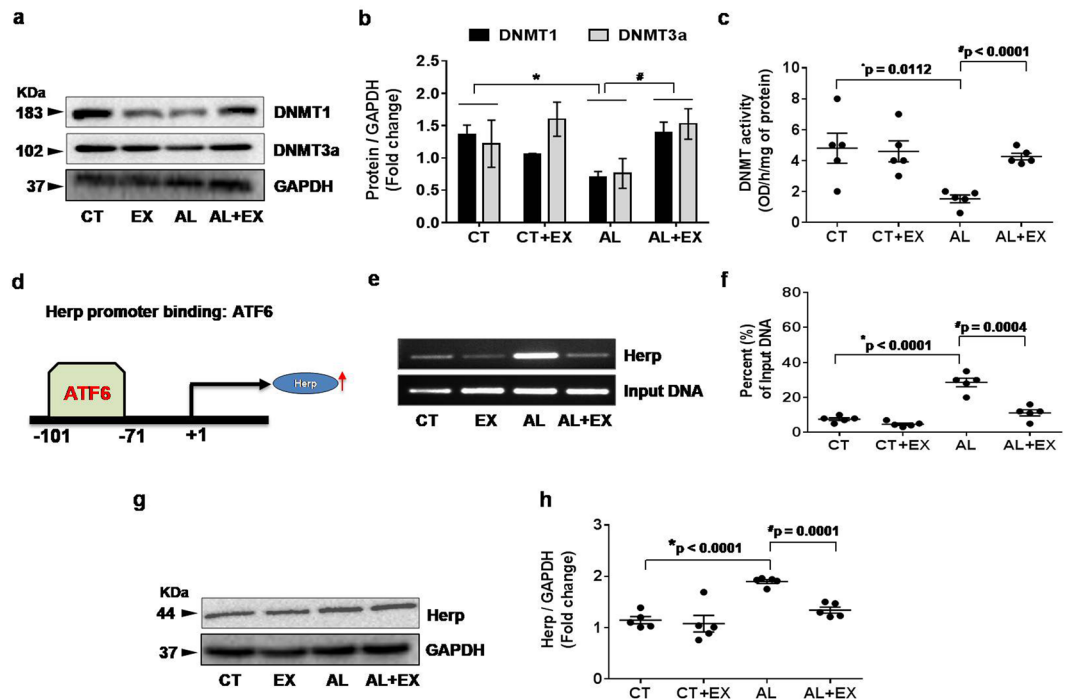 a
KDa
183
DNMT1
102
DNMT3a
37
GAPDH
CT EX AL AL+EX
b
DNMT1 DNMT3a
Protein / GAPDH
(Fold change)
2.5
2.0
1.5
1.0
0.5
0.0
* #
CT CT+EX AL AL+EX
c
DNMT activity
(OD/h/mg of protein)
10
8
6
4
2
0
*p = 0.0112
#p < 0.0001
CT CT+EX AL AL+EX
d
Herp promoter binding: ATF6
ATF6
Herp
-101 -71 +1
e
Herp
Input DNA
CT EX AL AL+EX
f
Percent (%)
of Input DNA
80
60
40
20
0
*p < 0.0001
#p = 0.0004
CT CT+EX AL AL+EX
g
KDa
44
Herp
37
GAPDH
CT EX AL AL+EX
h
Herp / GAPDH
(Fold change)
3
2
1
0
*p < 0.0001
#p = 0.0001
CT CT+EX AL AL+EX